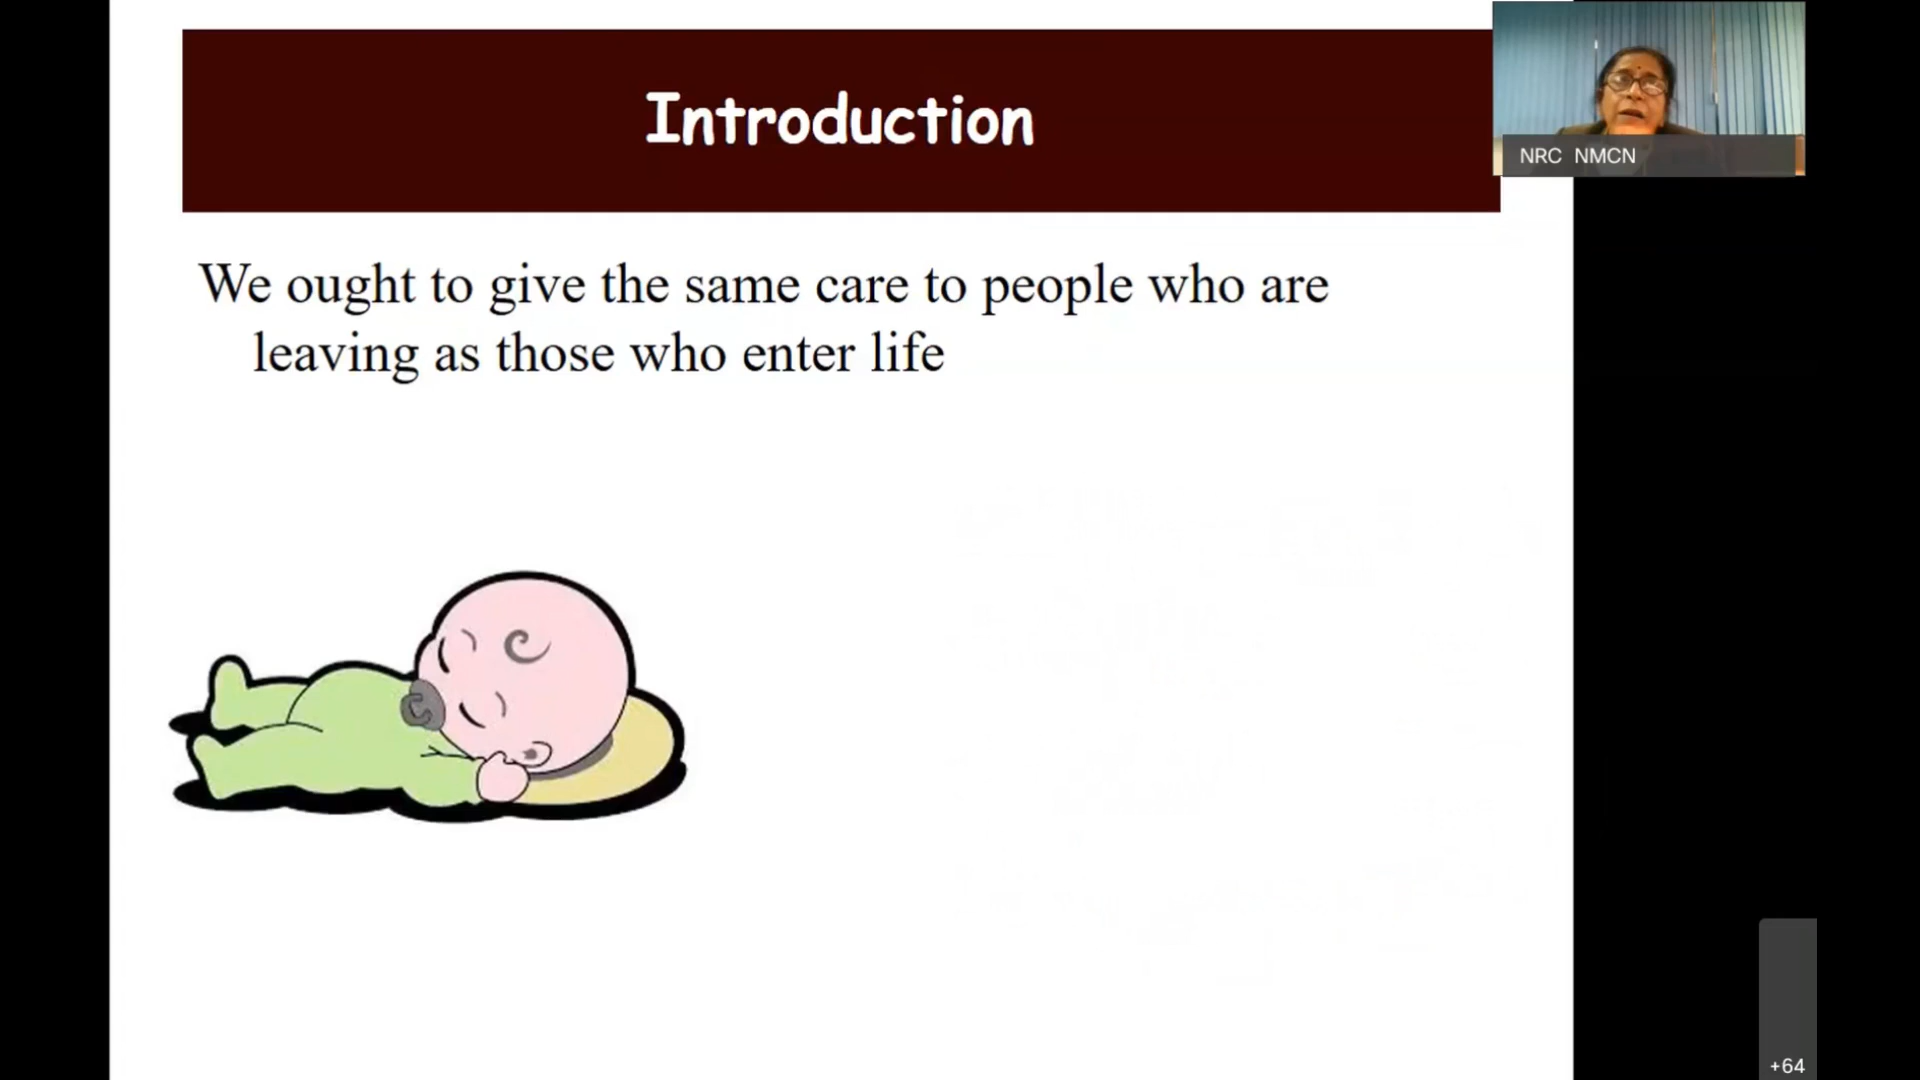 Introduction
NRC NMCN
We ought to give the same care to people who are
leaving as those who enter life
+64